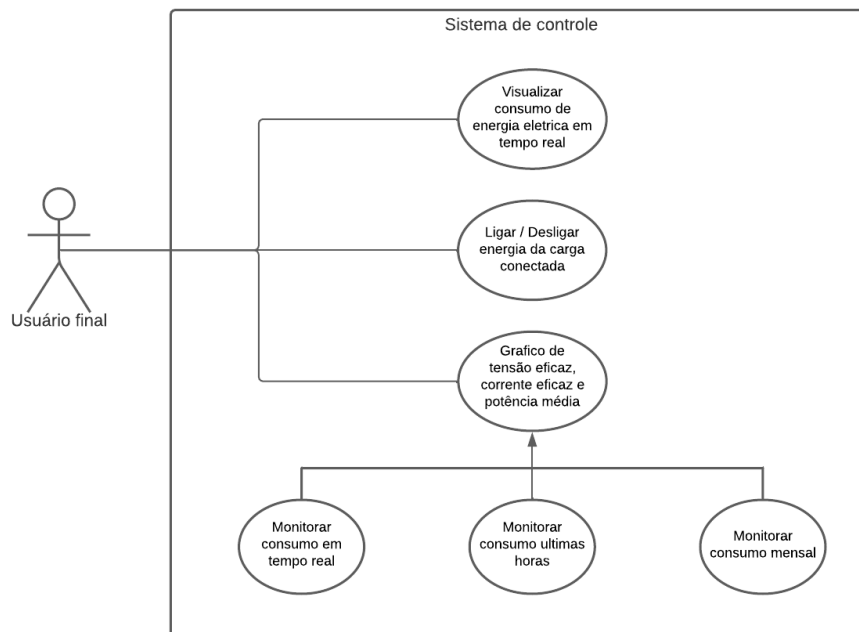 Sistema de controle
Visualizar
consumo de
energia eletrica em
tempo real
Ligar / Desligar
energia da carga
conectada
Usuário final
Grafico de
tensão eficaz,
corrente eficaz e
potência média
Monitorar
consumo em
tempo real
Monitorar
consumo ultimas
horas
Monitorar
consumo mensal